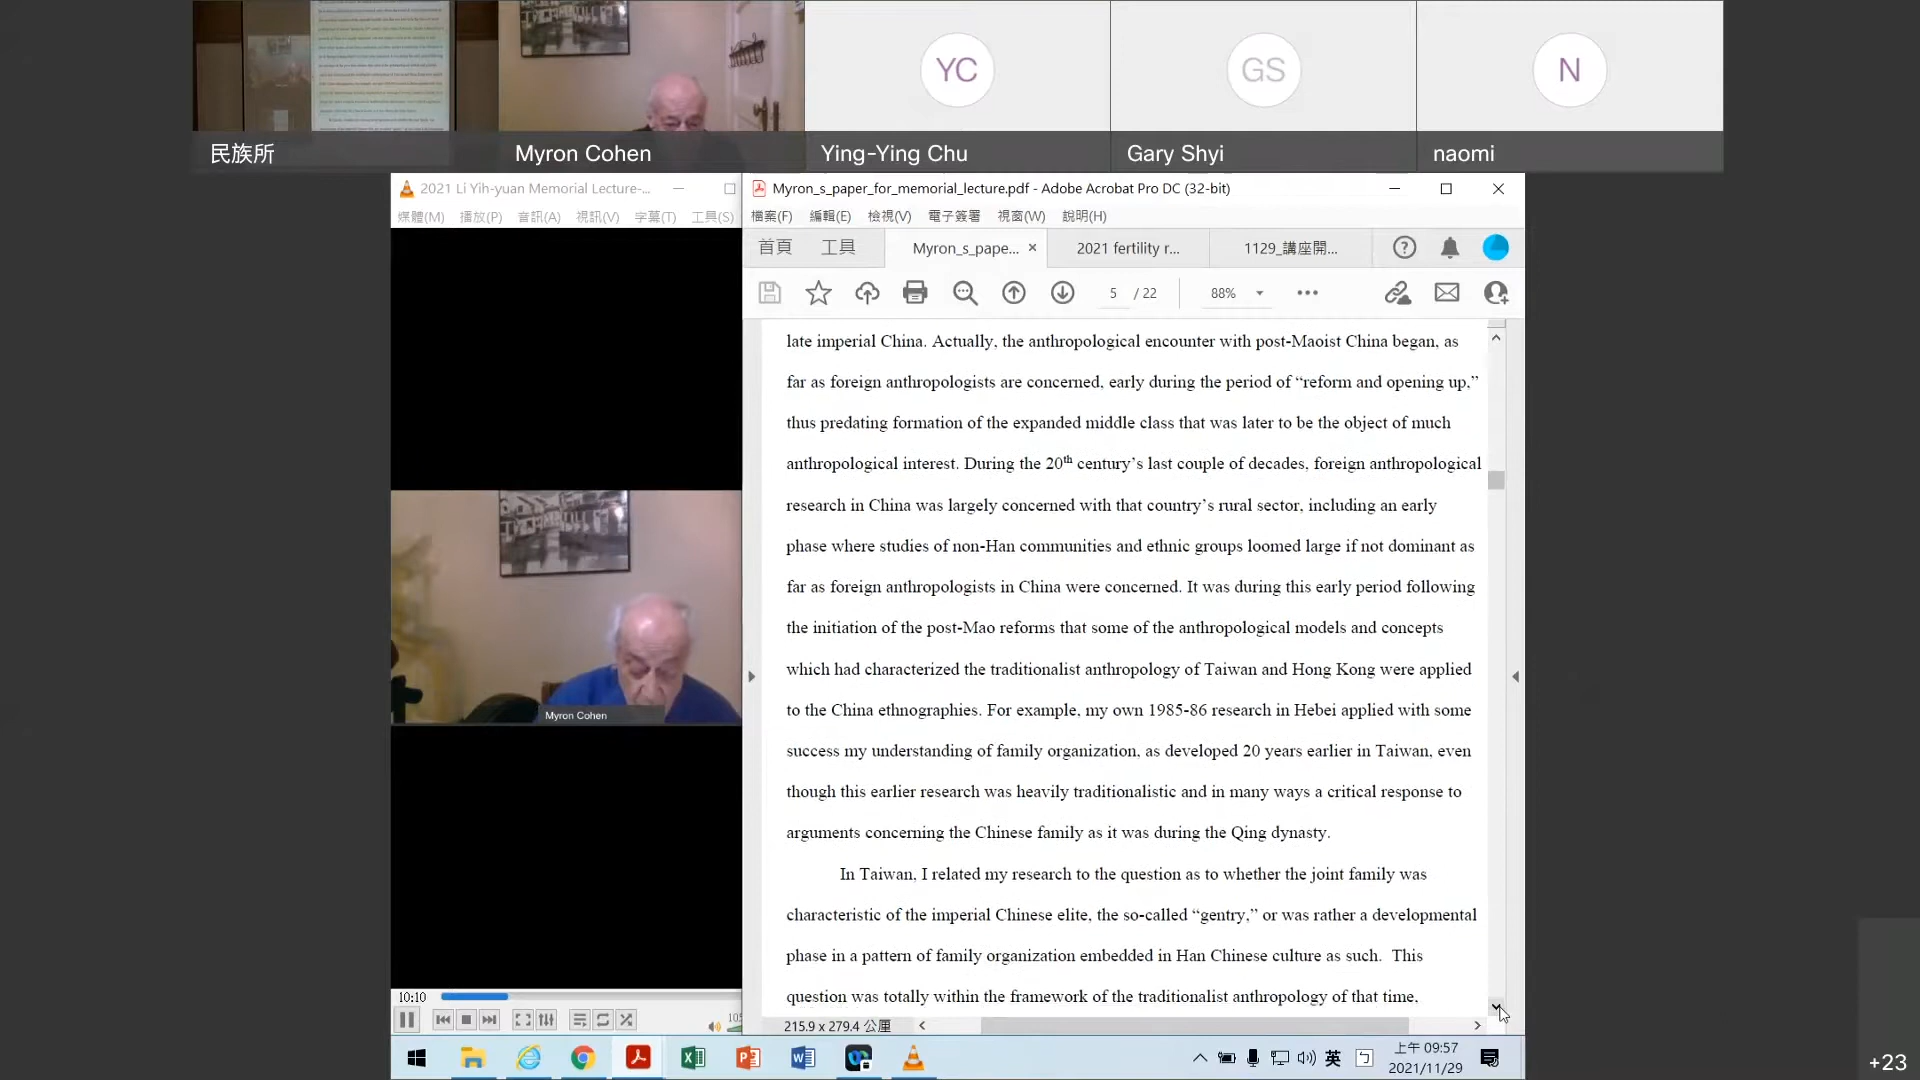 YC
GS
N
民族所
Myron Cohen
Ying-Ying Chu
Gary Shyi
naomi
2021 Li Yih-yuan Memorial Lecture-...
媒體(M) 播放(P) 音訊(A) 視訊(V) 字幕(T) 工具(S)
Myron Cohen
10:10
Myron_s_paper_for_memorial_lecture.pdf - Adobe Acrobat Pro DC (32-bit)
檔案(F) 編輯(E) 檢視(V) 電子簽署 視窗(W) 說明(H)
首頁 工具 Myron_s_pape... × 2021 fertility r... 1129_講座開...
5 / 22 88%
late imperial China. Actually, the anthropological encounter with post-Maoist China began, as
far as foreign anthropologists are concerned, early during the period of “reform and opening up,”
thus predating formation of the expanded middle class that was later to be the object of much
anthropological interest. During the 20th century’s last couple of decades, foreign anthropological
research in China was largely concerned with that country’s rural sector, including an early
phase where studies of non-Han communities and ethnic groups loomed large if not dominant as
far as foreign anthropologists in China were concerned. It was during this early period following
the initiation of the post-Mao reforms that some of the anthropological models and concepts
which had characterized the traditionalist anthropology of Taiwan and Hong Kong were applied
to the China ethnographies. For example, my own 1985-86 research in Hebei applied with some
success my understanding of family organization, as developed 20 years earlier in Taiwan, even
though this earlier research was heavily traditionalistic and in many ways a critical response to
arguments concerning the Chinese family as it was during the Qing dynasty.
In Taiwan, I related my research to the question as to whether the joint family was
characteristic of the imperial Chinese elite, the so-called “gentry,” or was rather a developmental
phase in a pattern of family organization embedded in Han Chinese culture as such. This
question was totally within the framework of the traditionalist anthropology of that time,
215.9 x 279.4 公厘
英
上午 09:57
2021/11/29
+23